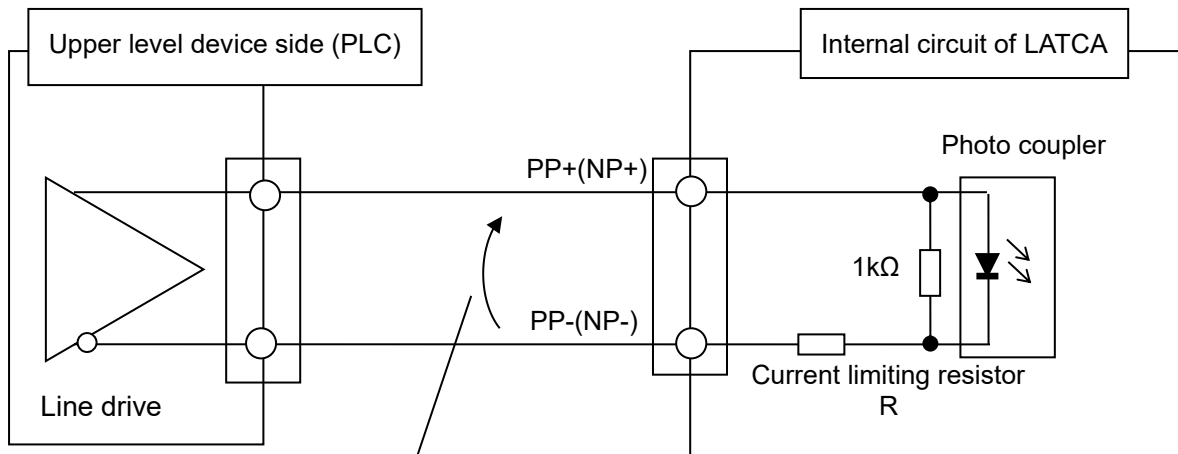 Upper level device side (PLC)
Internal circuit of LATCA
Photo coupler
PP+(NP+)
1kΩ
PP-(NP-)
Current limiting resistor
R
Line drive